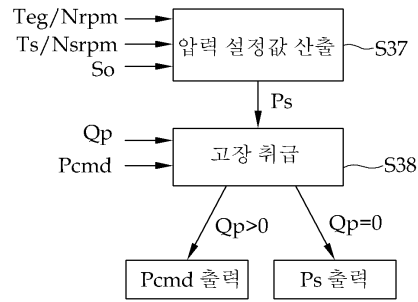 Teg/Nrpm
Ts/Nsrpm
So
압력 설정값 산출
S37
Ps
Qp
Pcmd
고장 취급
S38
Qp>0
Qp=0
Pcmd 출력
Ps 출력